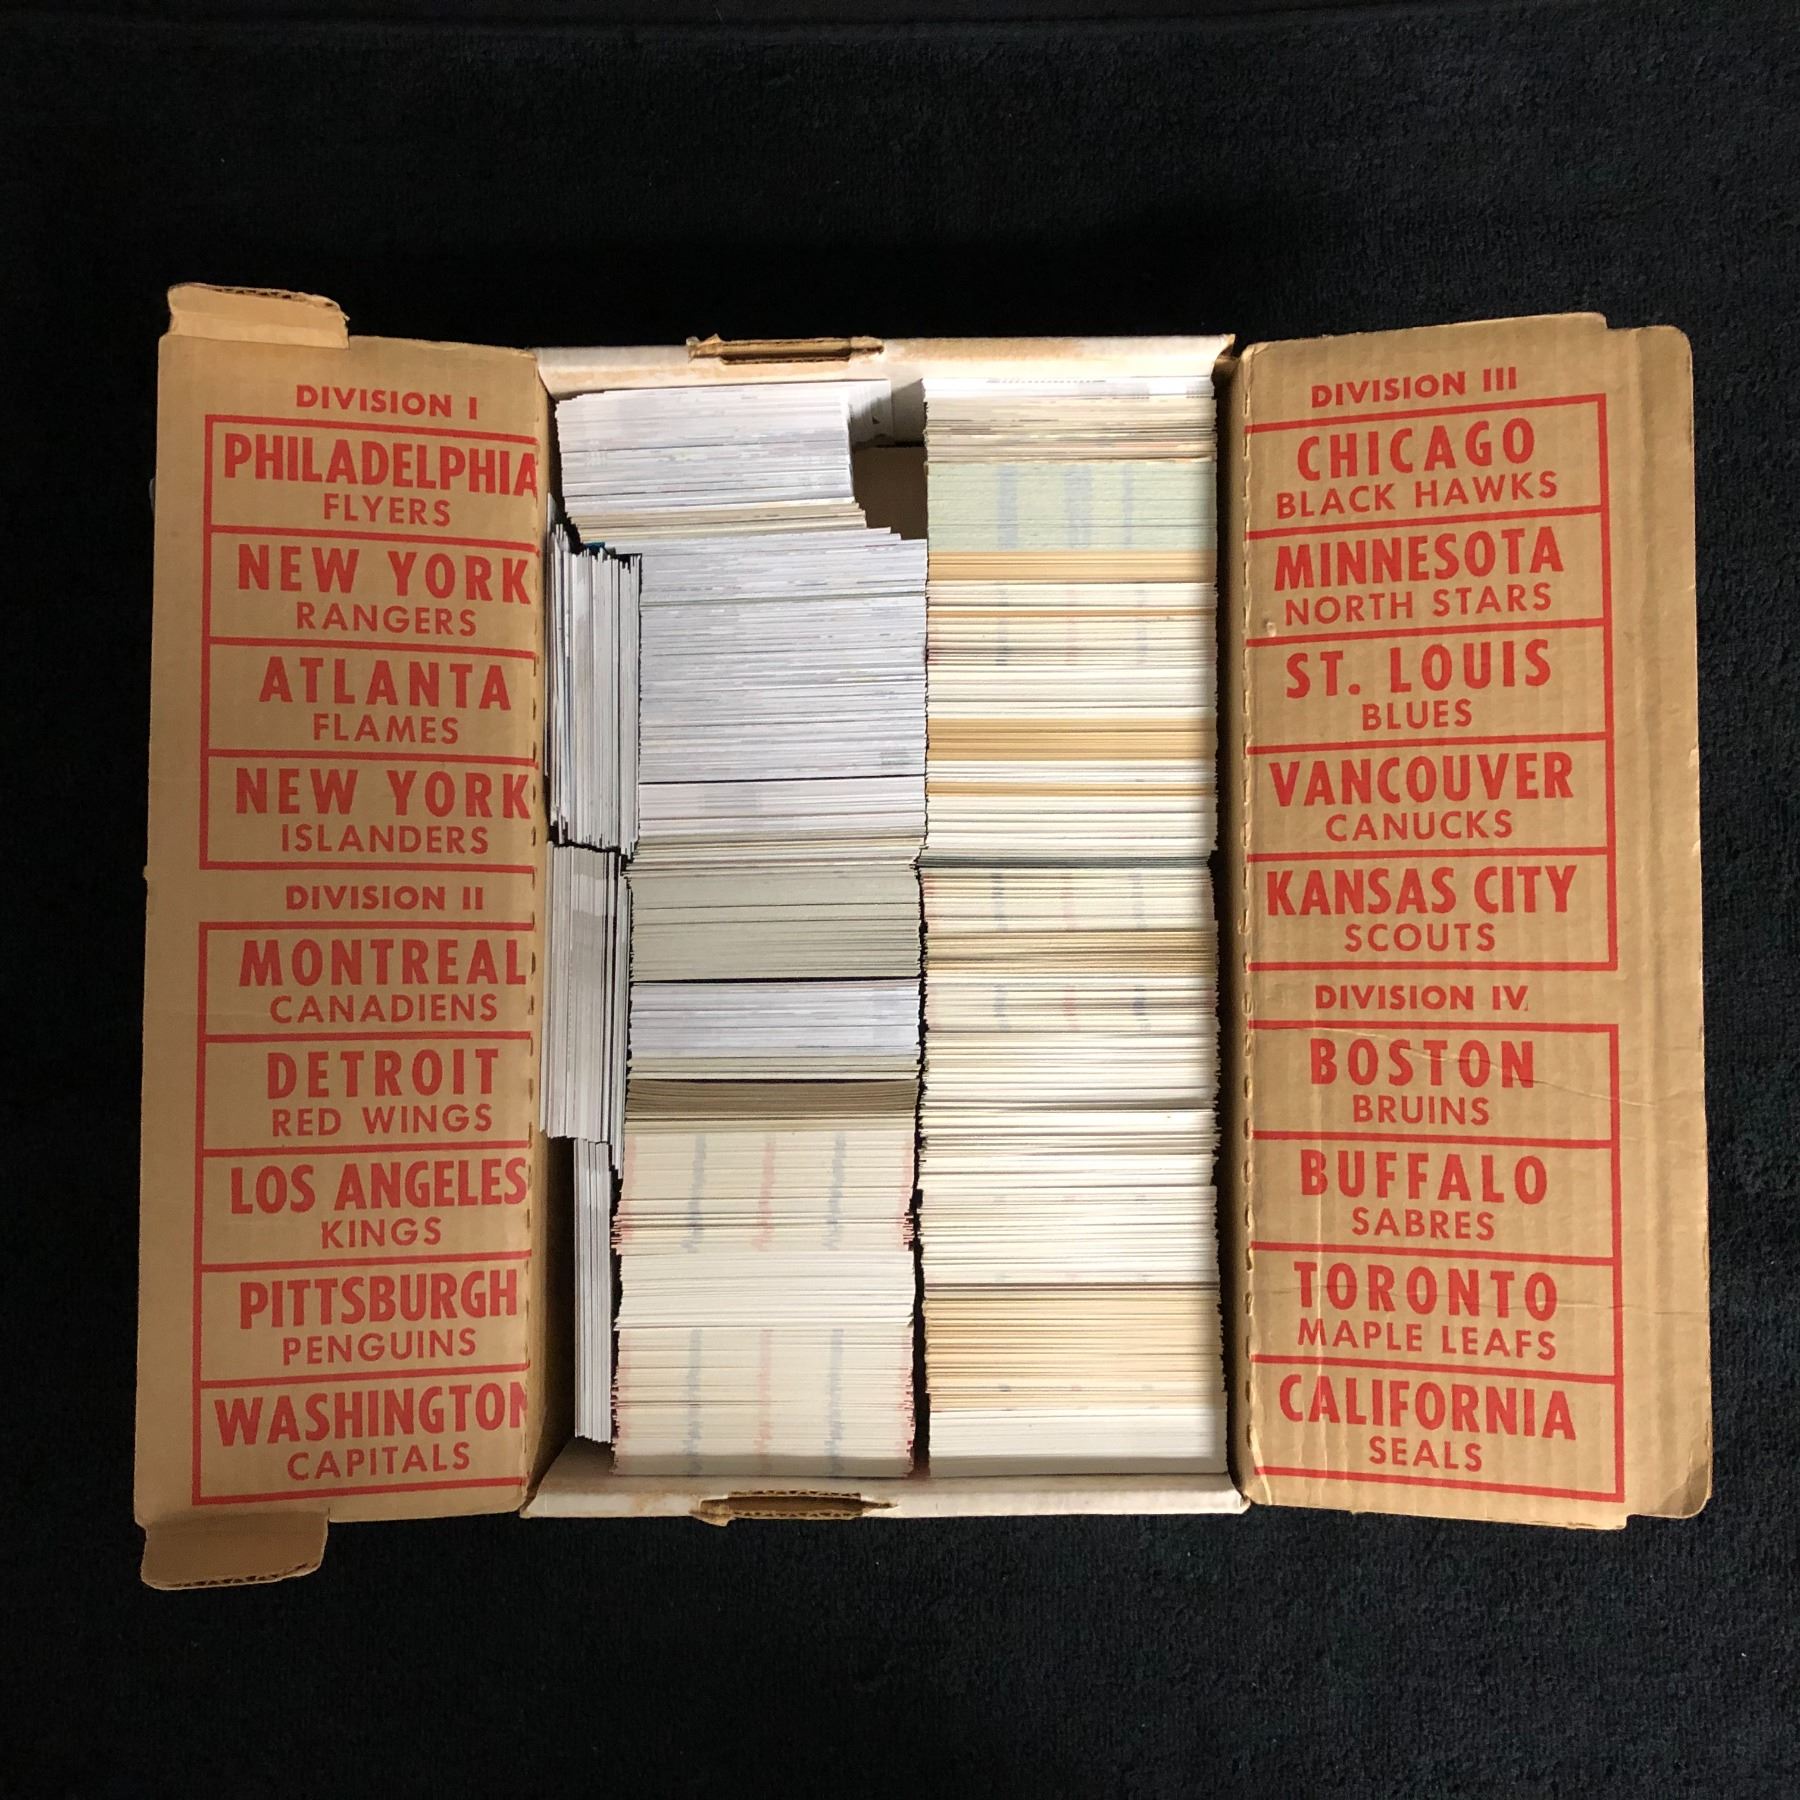 DIVISION I
PHILADELPHIA
FLYERS
NEW YORK
RANGERS
ATLANTA
FLAMES
NEW YORK
ISLANDERS
DIVISION II
MONTREAL
CANADIENS
DETROIT
RED WINGS
LOS ANGELES
KINGS
PITTSBURGH
PENGUINS
WASHINGTON
CAPITALS
DIVISION III
CHICAGO
BLACK HAWKS
MINNESOTA
NORTH STARS
ST. LOUIS
BLUES
VANCOUVER
CANUCKS
KANSAS CITY
SCOUTS
DIVISION IV
BOSTON
BRUINS
BUFFALO
SABRES
TORONTO
MAPLE LEAFS
CALIFORNIA
SEALS